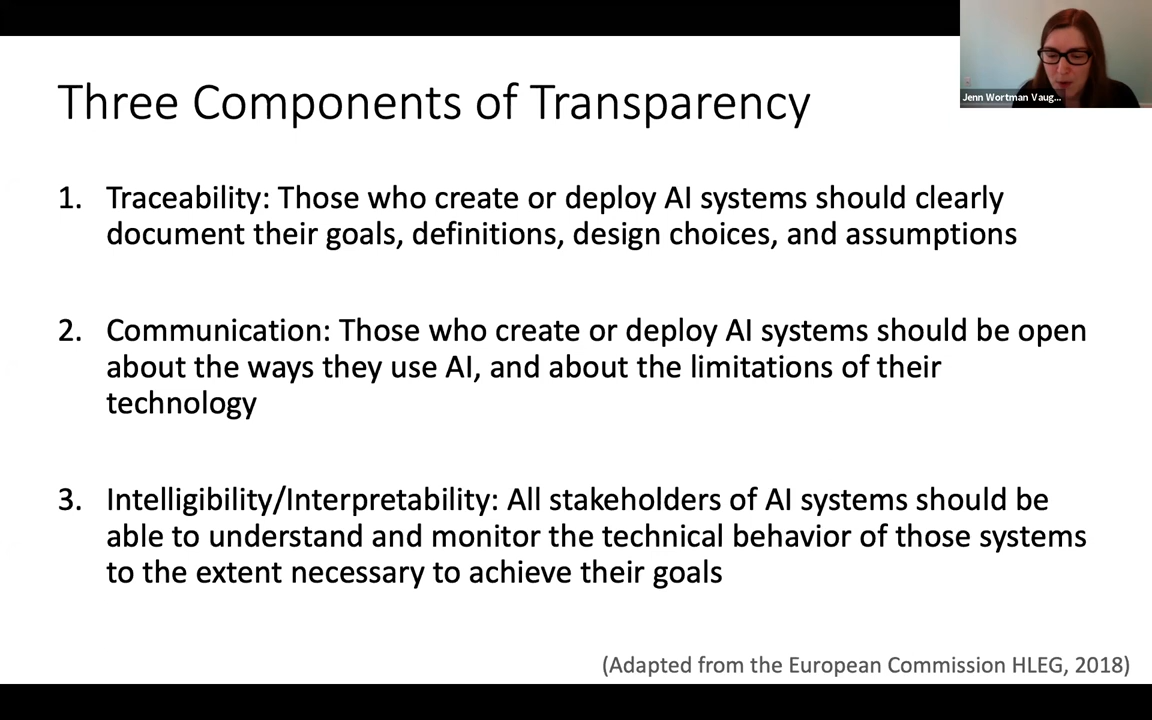 Three Components of Transparency
Jenn Wortman Vaug...
1. Traceability: Those who create or deploy AI systems should clearly
document their goals, definitions, design choices, and assumptions
2. Communication: Those who create or deploy AI systems should be open
about the ways they use AI, and about the limitations of their
technology
3. Intelligibility/Interpretability: All stakeholders of AI systems should be
able to understand and monitor the technical behavior of those systems
to the extent necessary to achieve their goals
(Adapted from the European Commission HLEG, 2018)